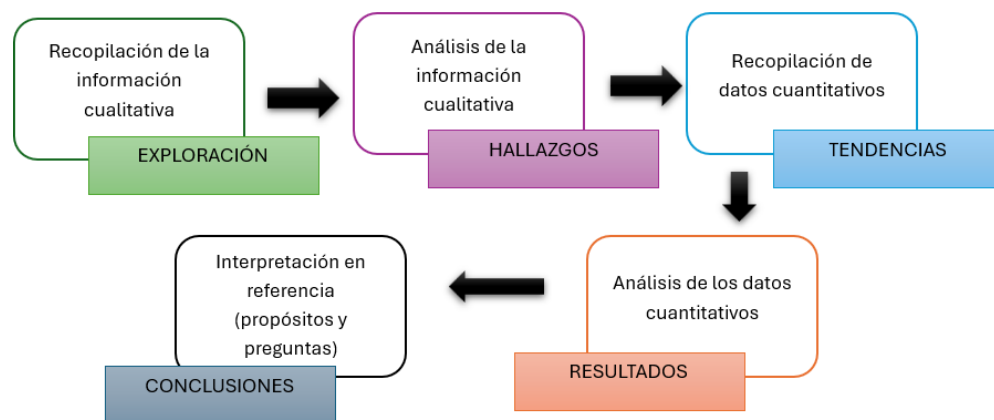 Recopilación de la
información
cualitativa
EXPLORACIÓN
Análisis de la
información
cualitativa
HALLAZGOS
Recopilación de
datos cuantitativos
TENDENCIAS
Análisis de los datos
cuantitativos
RESULTADOS
Interpretación en
referencia
(propósitos y
preguntas)
CONCLUSIONES